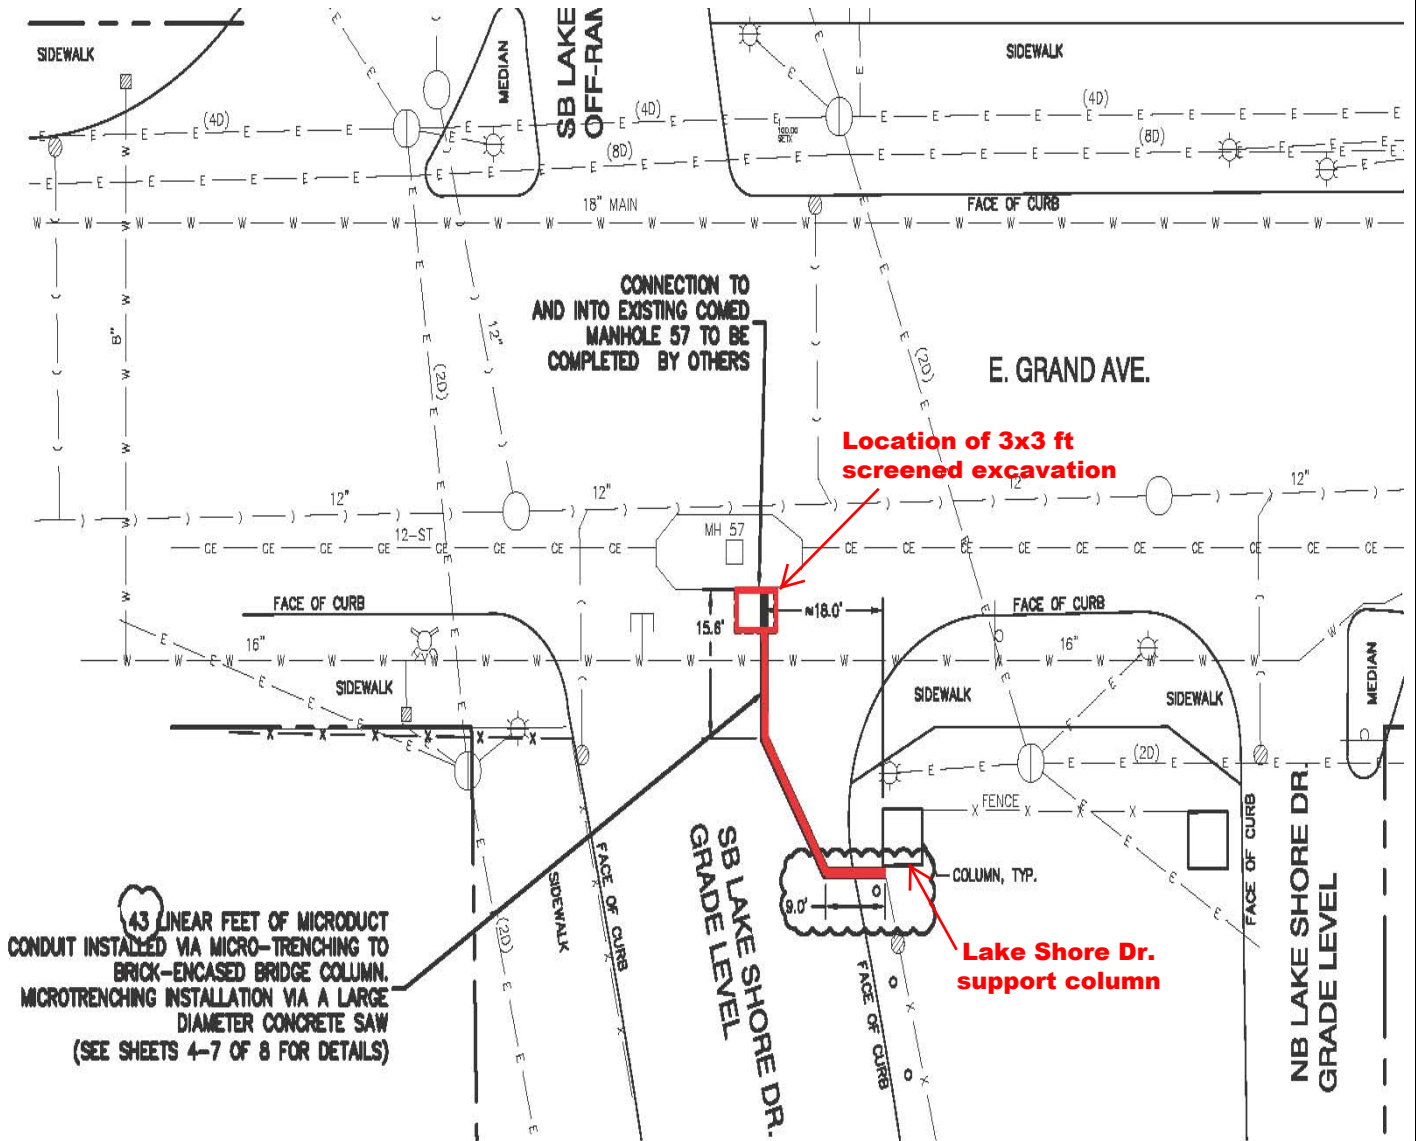 SIDEWALK
MEDIAN
SB LAKE
OFF-RAM
SIDEWALK
(4D)
(4D)
(4D)
(8D)
(8D)
18" MAIN
FACE OF CURB
8"
(2D)
12"
CONNECTION TO
AND INTO EXISTING COMED
MANHOLE 57 TO BE
COMPLETED BY OTHERS
(2D)
E. GRAND AVE.
Location of 3x3 ft
screened excavation
12"
12"
12"
12"
12-ST
MH 57
FACE OF CURB
15.6'
≈18.0'
FACE OF CURB
16"
16"
SIDEWALK
SIDEWALK
SIDEWALK
MEDIAN
(2D)
FENCE
SB LAKE SHORE DR.
GRADE LEVEL
FACE OF CURB
SIDEWALK
FACE OF CURB
NB LAKE SHORE DR.
GRADE LEVEL
COLUMN, TYP.
9.0'
43 LINEAR FEET OF MICRODUCT
CONDUIT INSTALLED VIA MICRO-TRENCHING TO
BRICK-ENCASED BRIDGE COLUMN.
MICROTRENCHING INSTALLATION VIA A LARGE
DIAMETER CONCRETE SAW
(SEE SHEETS 4-7 OF 8 FOR DETAILS)
(2D)
Lake Shore Dr.
support column
FACE OF CURB